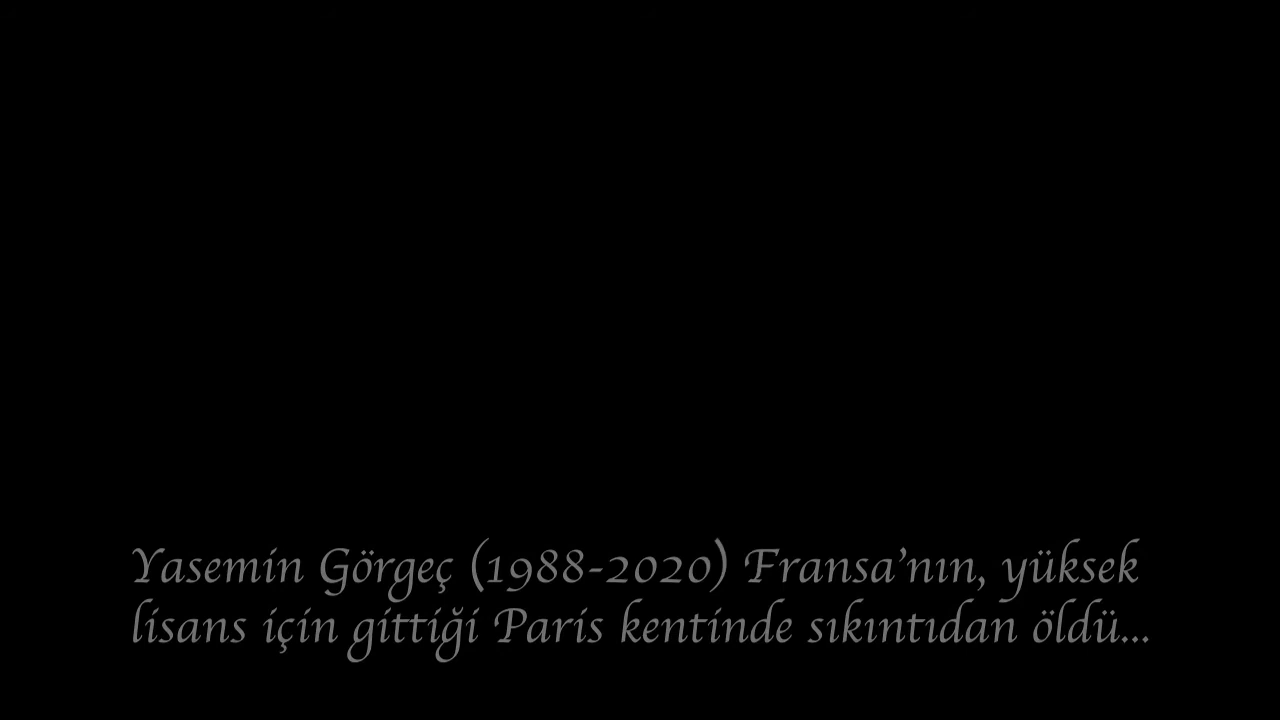 Yasemin Görgeç (1988-2020) Fransa'nın, yüksek
lisans için gittiği Paris kentinde sıkıntıdan öldü...